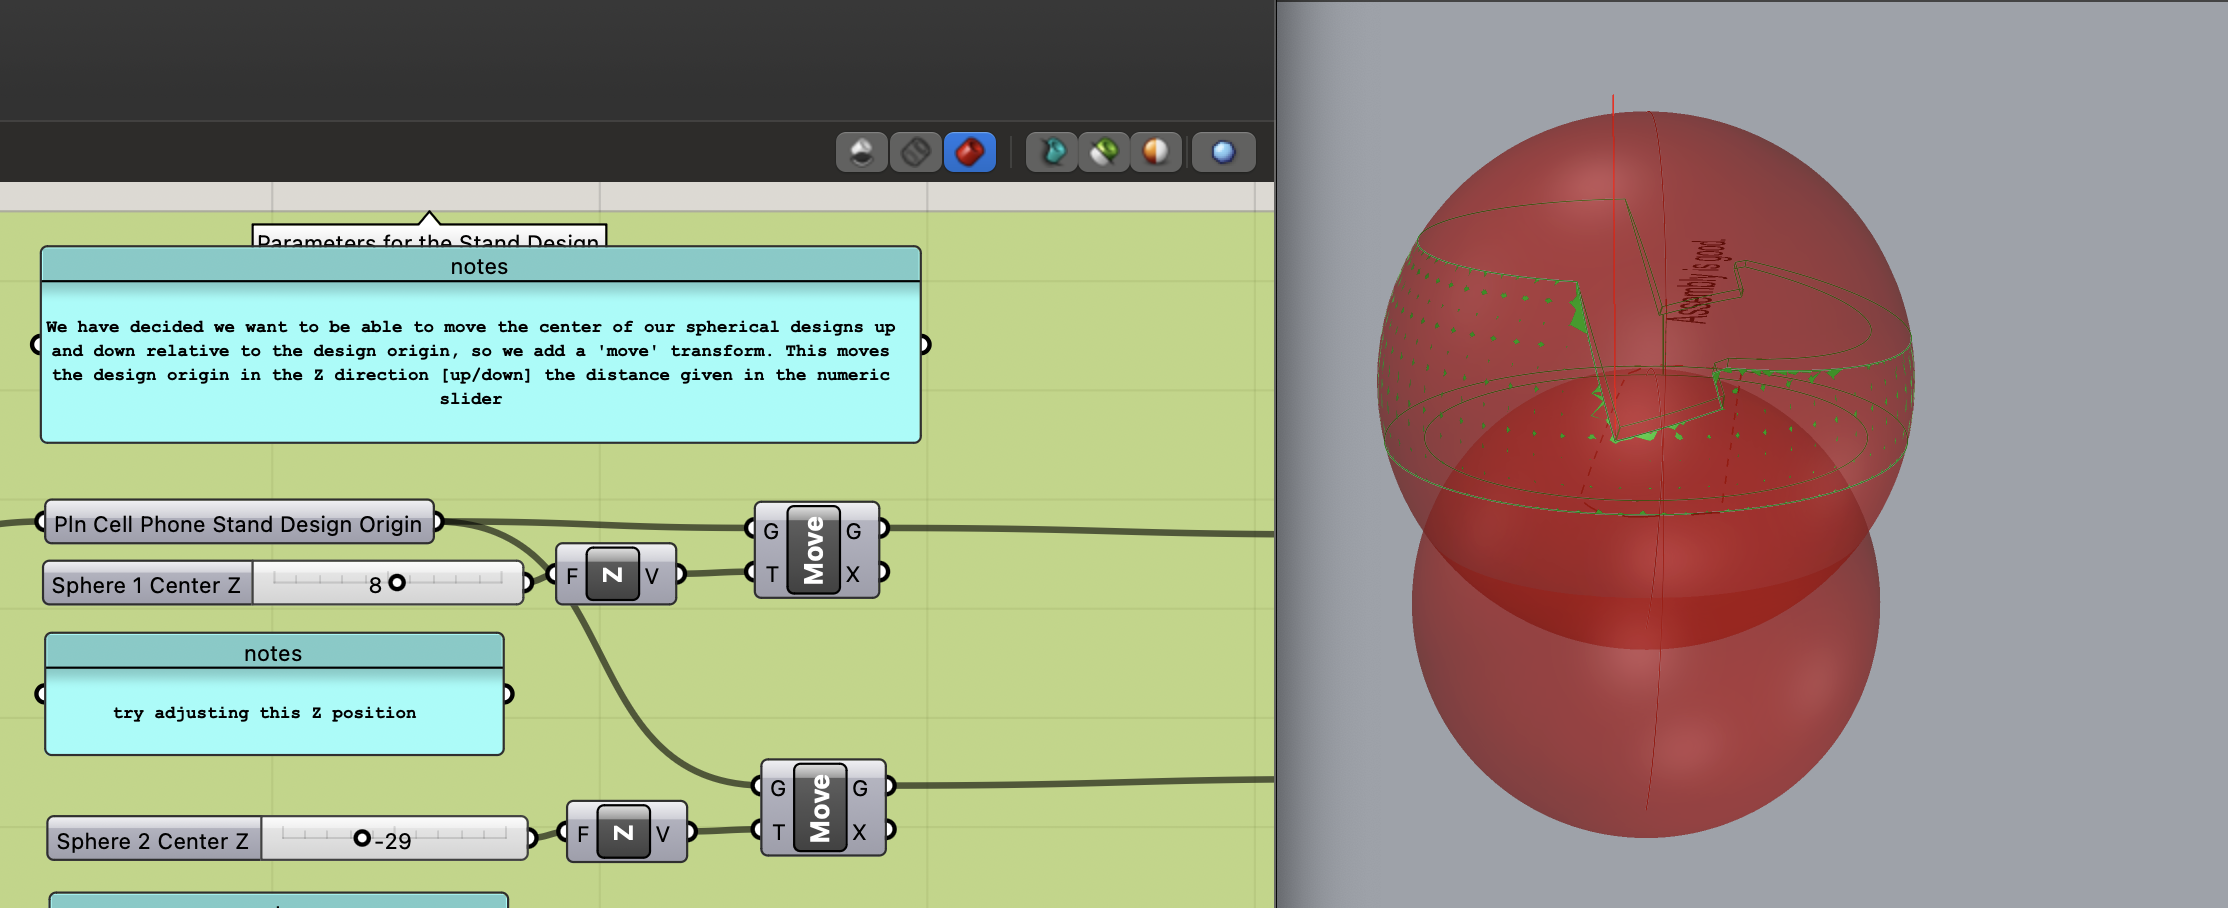 Parameters for the Stand Design
notes
We have decided we want to be able to move the center of our spherical designs up
and down relative to the design origin, so we add a 'move' transform. This moves
the design origin in the Z direction [up/down] the distance given in the numeric
slider
Pln Cell Phone Stand Design Origin
Sphere 1 Center Z
8
F Z V
G Move G
T X
notes
try adjusting this Z position
Sphere 2 Center Z
-29
F Z V
G Move G
T X
Assembly is good.